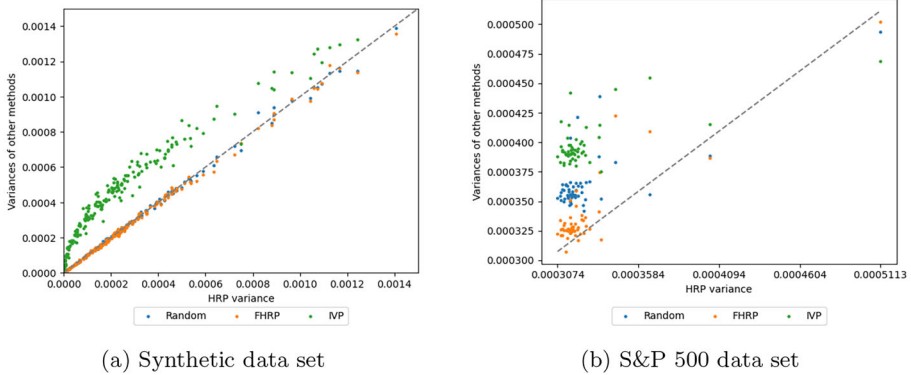 0.0014
0.0012
0.0010
0.0008
0.0006
0.0004
0.0002
0.0000
Variances of other methods
0.0000 0.0002 0.0004 0.0006 0.0008 0.0010 0.0012 0.0014
HRP variance
Random FHRP IVP
(a) Synthetic data set
0.000500
0.000475
0.000450
0.000425
0.000400
0.000375
0.000350
0.000325
0.000300
Variances of other methods
0.0003074 0.0003584 0.0004094 0.0004604 0.0005113
HRP variance
Random FHRP IVP
(b) S&P 500 data set